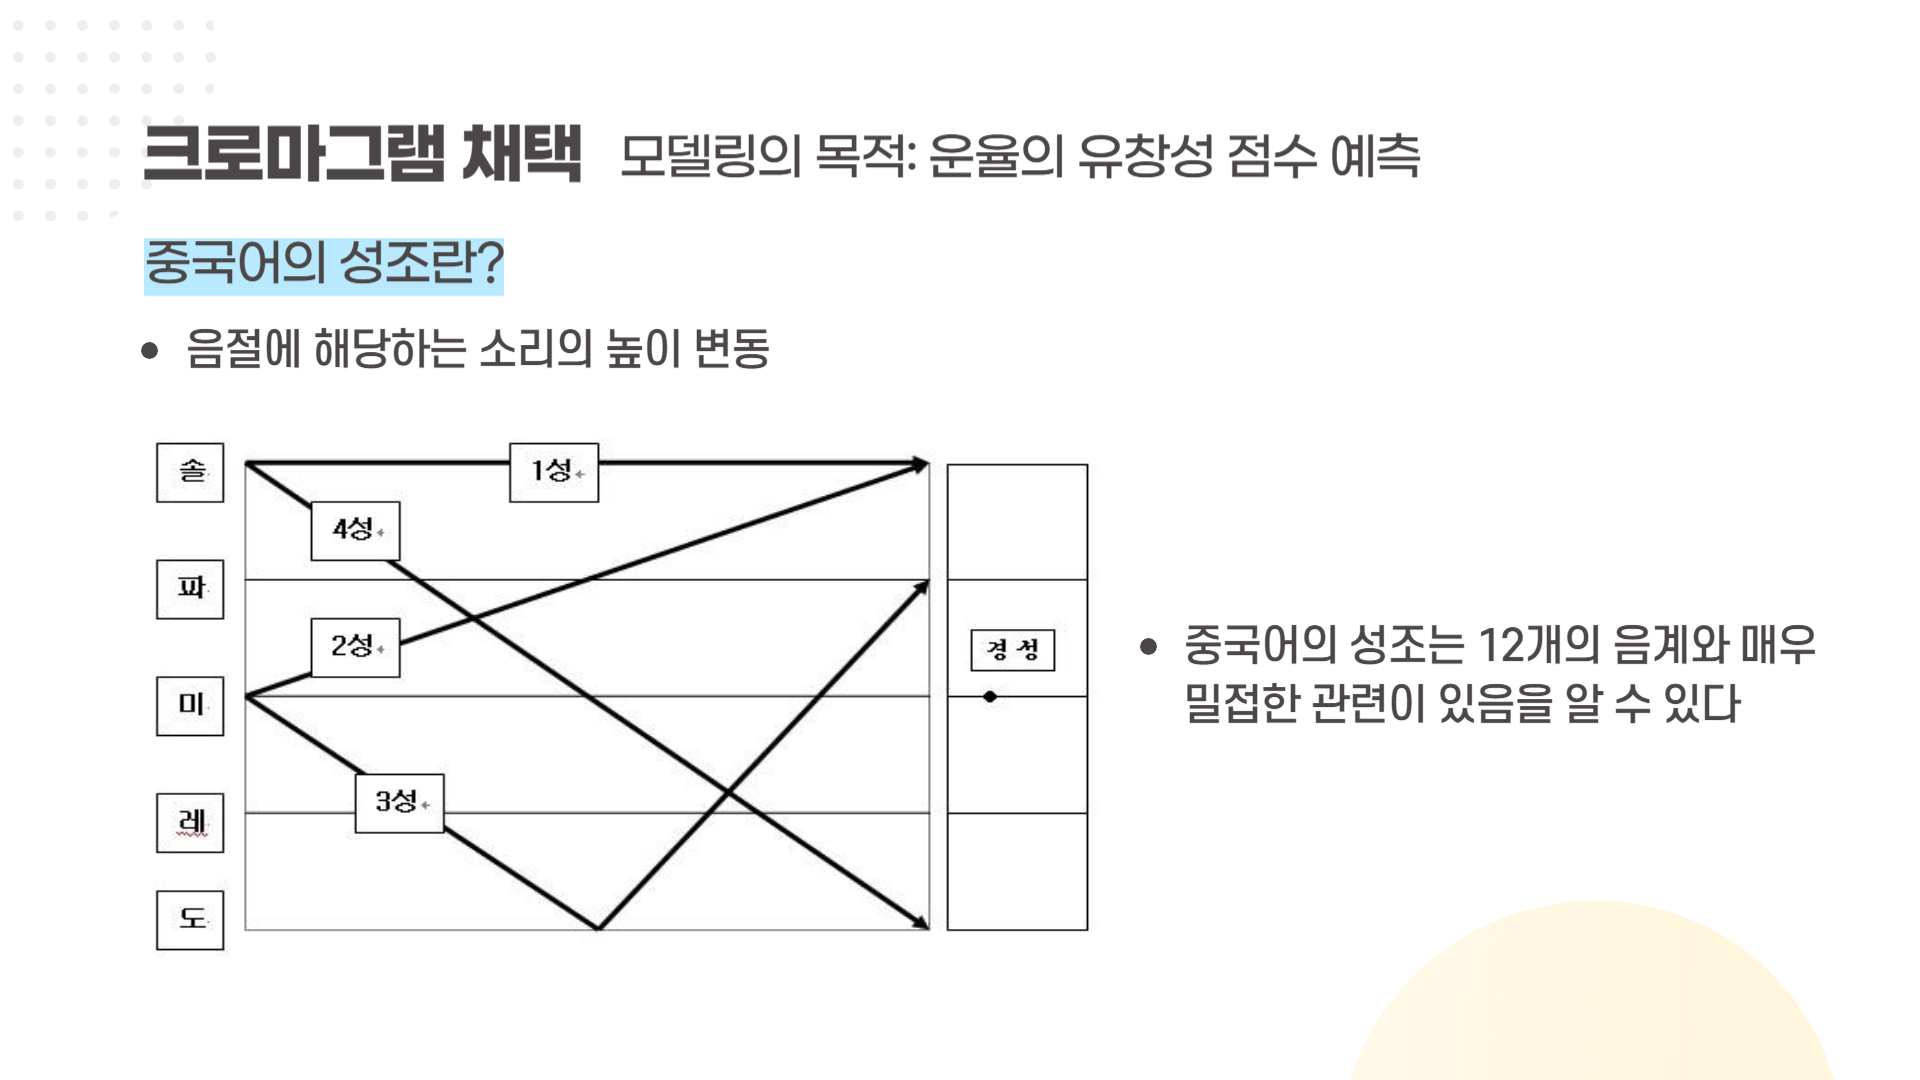 크로마그램 채택 모델링의 목적: 운율의 유창성 점수 예측
중국어의 성조란?
• 음절에 해당하는 소리의 높이 변동
솔
1성
4성
파
2성
경 성
미
3성
레
도
• 중국어의 성조는 12개의 음계와 매우
밀접한 관련이 있음을 알 수 있다